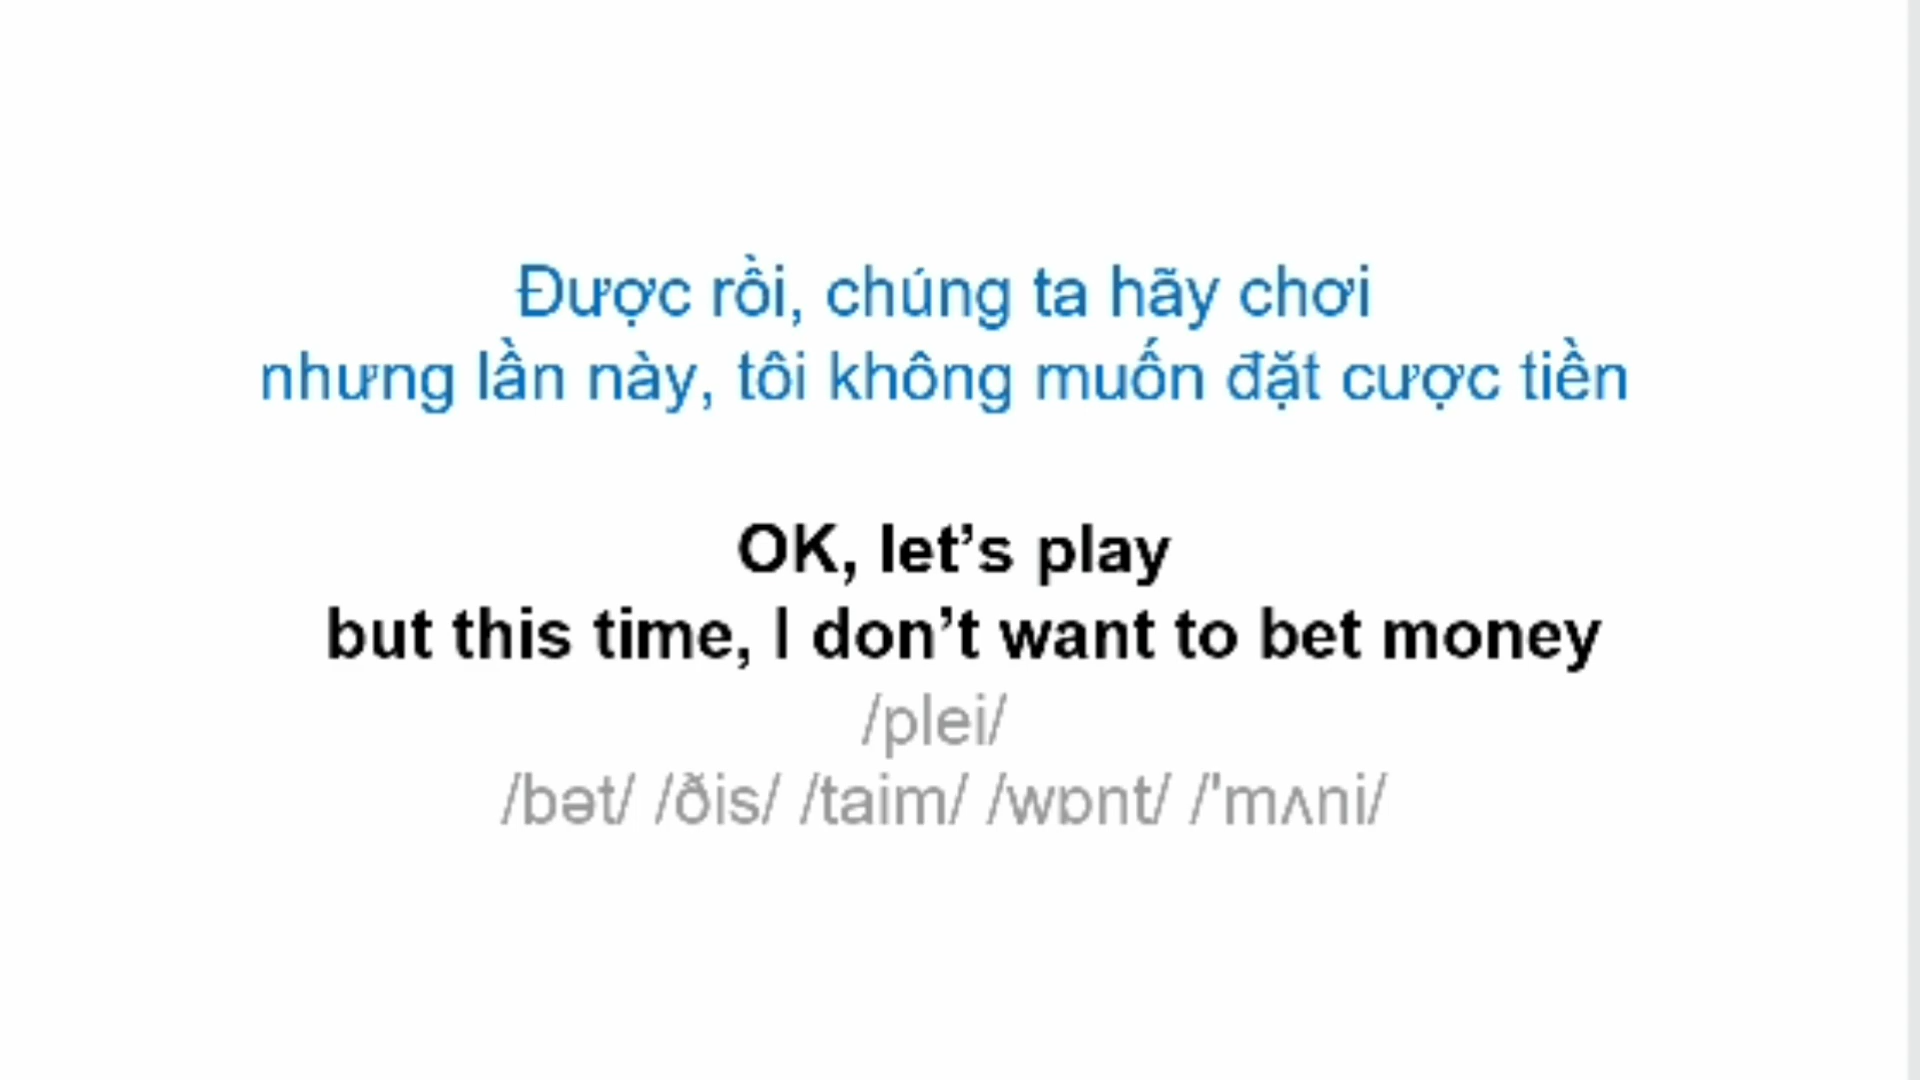 Được rồi, chúng ta hãy chơi
nhưng lần này, tôi không muốn đặt cược tiền
OK, let’s play
but this time, I don’t want to bet money
/plei/
/bət/ /ðis/ /taim/ /wɒnt/ /'mʌni/